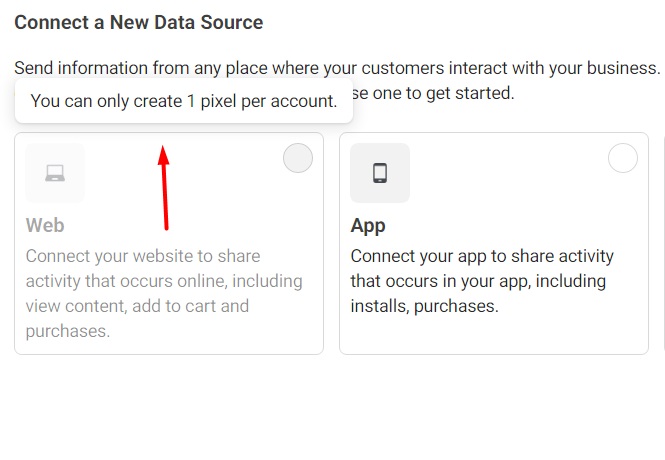 Connect a New Data Source
Send information from any place where your customers interact with your business.
You can only create 1 pixel per account.
se one to get started.
Web
Connect your website to share
activity that occurs online, including
view content, add to cart and
purchases.
App
Connect your app to share activity
that occurs in your app, including
installs, purchases.